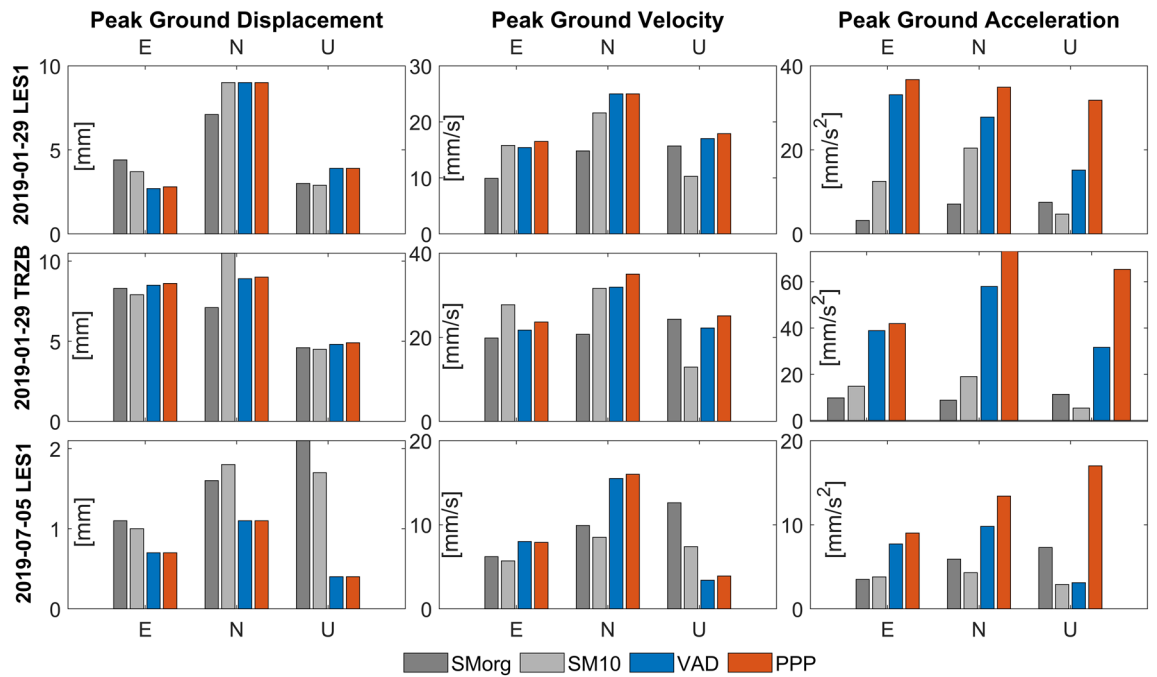 Peak Ground Displacement Peak Ground Velocity Peak Ground Acceleration
E N U E N U E N U
2019-01-29 LES1
[mm]
10
5
0
[mm/s]
30
20
10
0
[mm/s²]
40
20
0
2019-01-29 TRZB
[mm]
10
5
0
[mm/s]
40
20
0
[mm/s²]
60
40
20
0
2019-07-05 LES1
[mm]
2
1
0
[mm/s]
20
10
0
[mm/s²]
20
10
0
E N U E N U E N U
SMorg SM10 VAD PPP